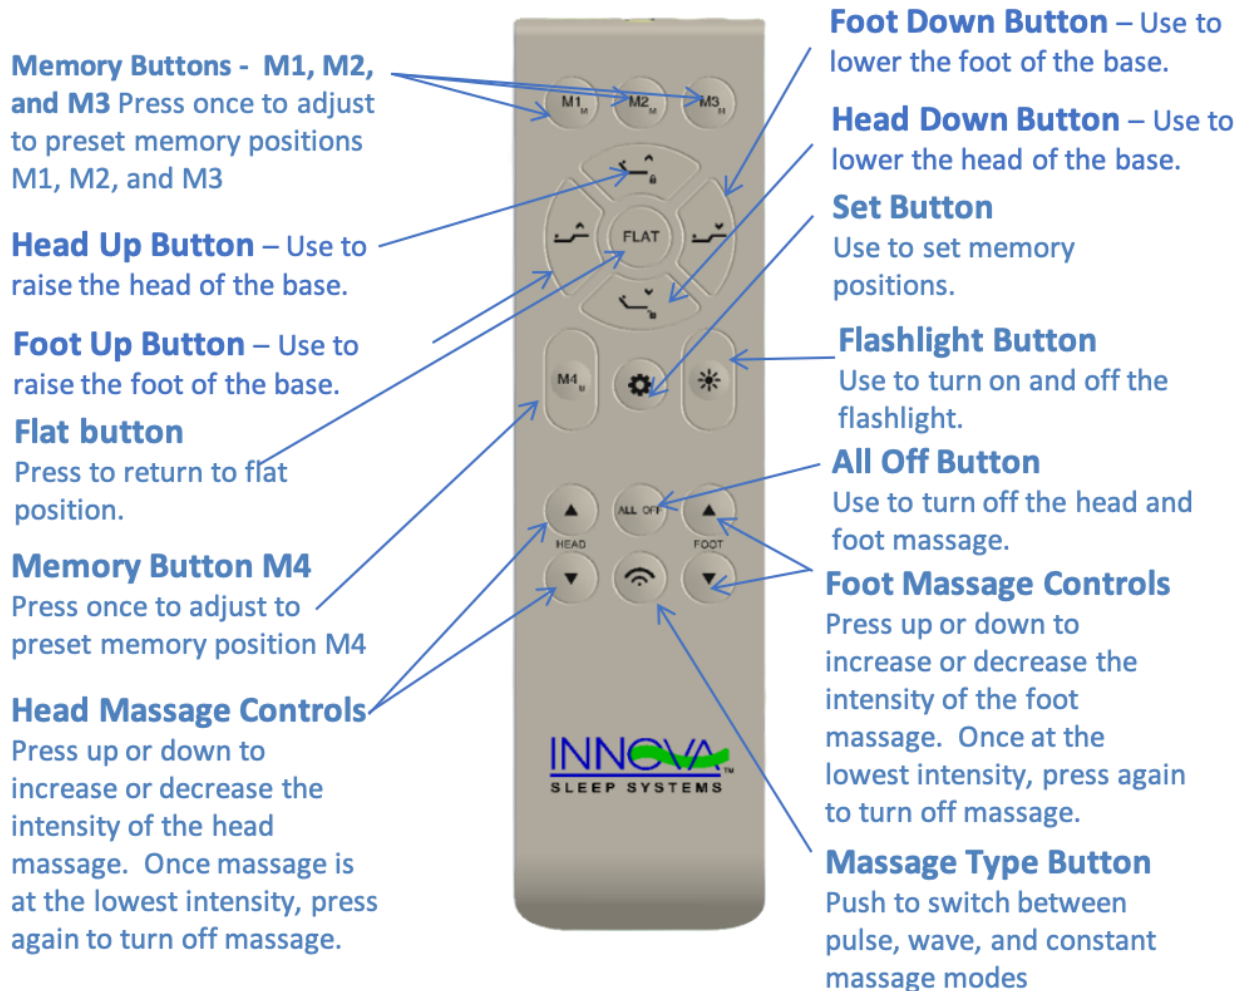 Memory Buttons - M1, M2,
and M3 Press once to adjust
to preset memory positions
M1, M2, and M3
Head Up Button – Use to
raise the head of the base.
Foot Up Button – Use to
raise the foot of the base.
Flat button
Press to return to flat
position.
Memory Button M4
Press once to adjust to
preset memory position M4
Head Massage Controls
Press up or down to
increase or decrease the
intensity of the head
massage. Once massage is
at the lowest intensity, press
again to turn off massage.
M1 M M2 M M3 M
FLAT
M4
ALL OFF
HEAD FOOT
INNOVA™
SLEEP SYSTEMS
Foot Down Button – Use to
lower the foot of the base.
Head Down Button – Use to
lower the head of the base.
Set Button
Use to set memory
positions.
Flashlight Button
Use to turn on and off the
flashlight.
All Off Button
Use to turn off the head and
foot massage.
Foot Massage Controls
Press up or down to
increase or decrease the
intensity of the foot
massage. Once at the
lowest intensity, press again
to turn off massage.
Massage Type Button
Push to switch between
pulse, wave, and constant
massage modes